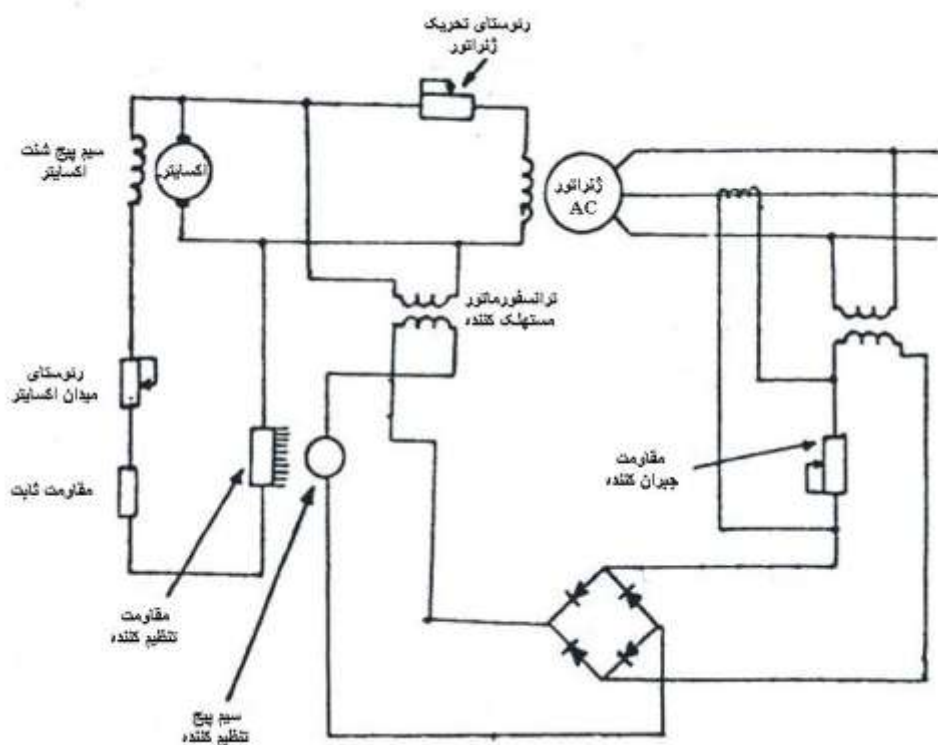 رئوستای تحریک
ژنراتور
سیم پیچ شنت
اکسایتر
اکسایتر
ژنراتور
AC
ترانسفورماتور
مستهلک کننده
رئوستای
میدان اکسایتر
مقاومت
جبران کننده
مقاومت ثابت
مقاومت
تنظیم کننده
سیم پیچ
تنظیم کننده